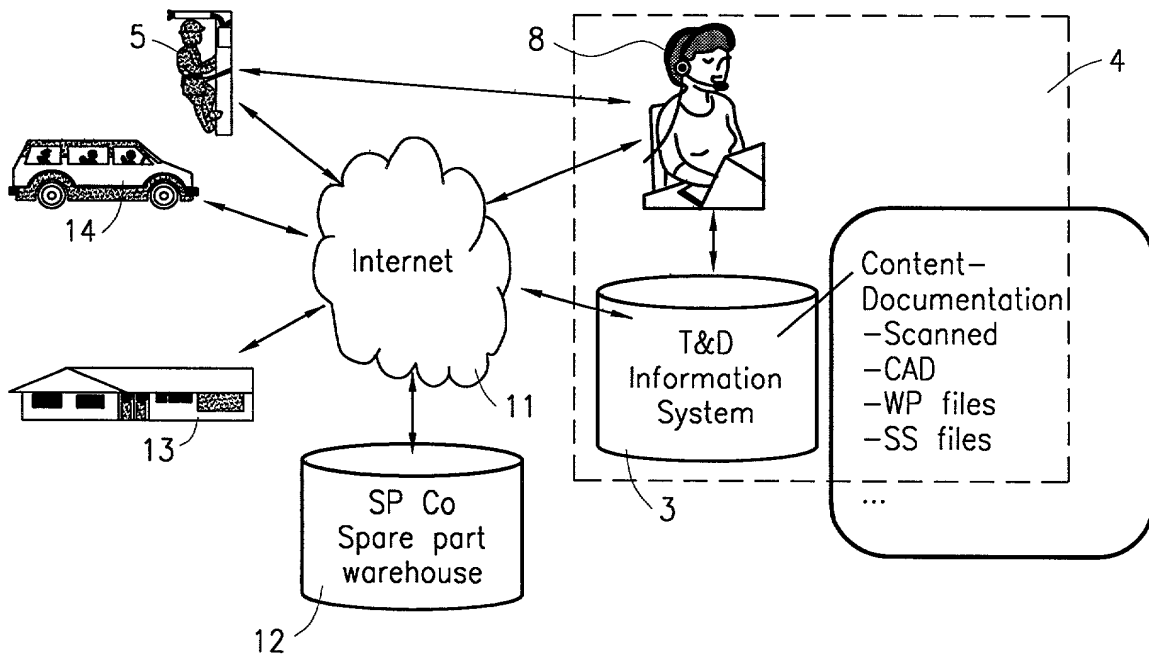 5
8
4
14
Internet
Content-
Documentation
-Scanned
-CAD
-WP files
-SS files
...
T&D
Information
System
11
13
3
SP Co
Spare part
warehouse
12